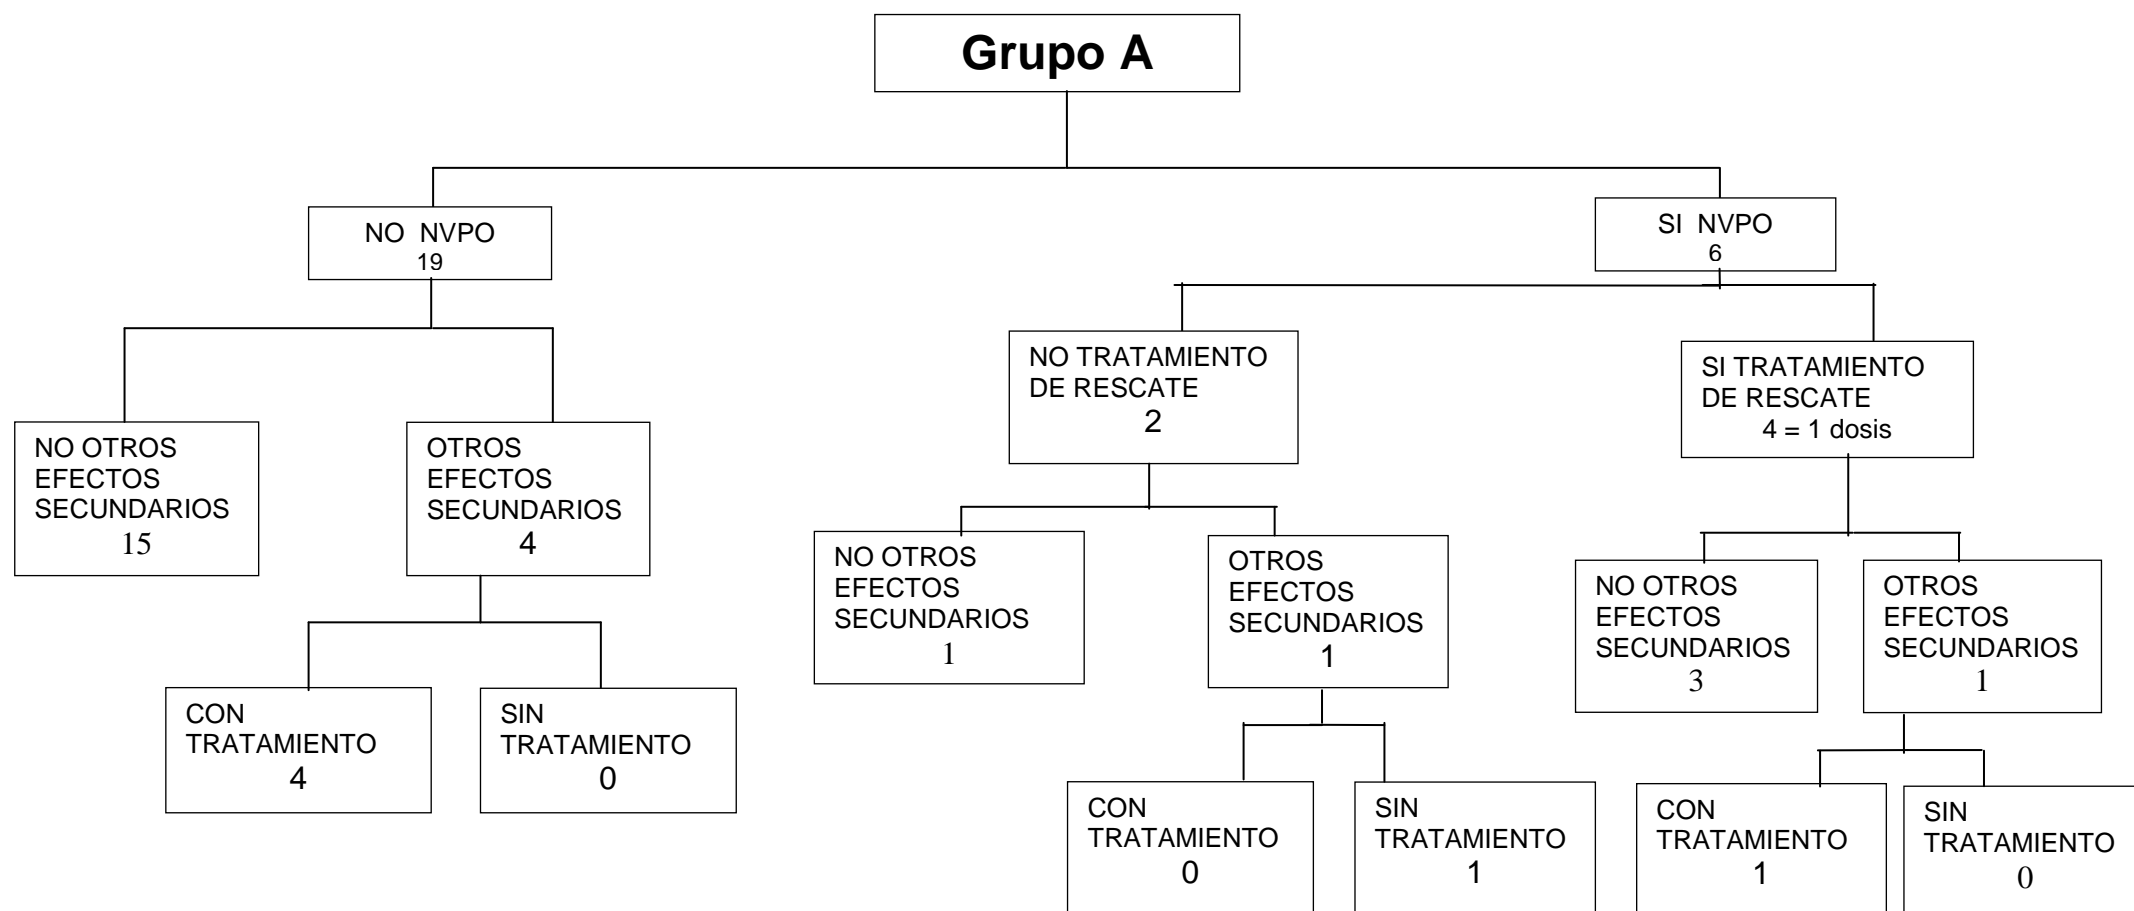 Grupo A
NO NVPO
19
SI NVPO
6
NO TRATAMIENTO
DE RESCATE
2
SI TRATAMIENTO
DE RESCATE
4 = 1 dosis
NO OTROS
EFECTOS
SECUNDARIOS
15
OTROS
EFECTOS
SECUNDARIOS
4
NO OTROS
EFECTOS
SECUNDARIOS
1
OTROS
EFECTOS
SECUNDARIOS
1
NO OTROS
EFECTOS
SECUNDARIOS
3
OTROS
EFECTOS
SECUNDARIOS
1
CON
TRATAMIENTO
4
SIN
TRATAMIENTO
0
CON
TRATAMIENTO
0
SIN
TRATAMIENTO
1
CON
TRATAMIENTO
1
SIN
TRATAMIENTO
0